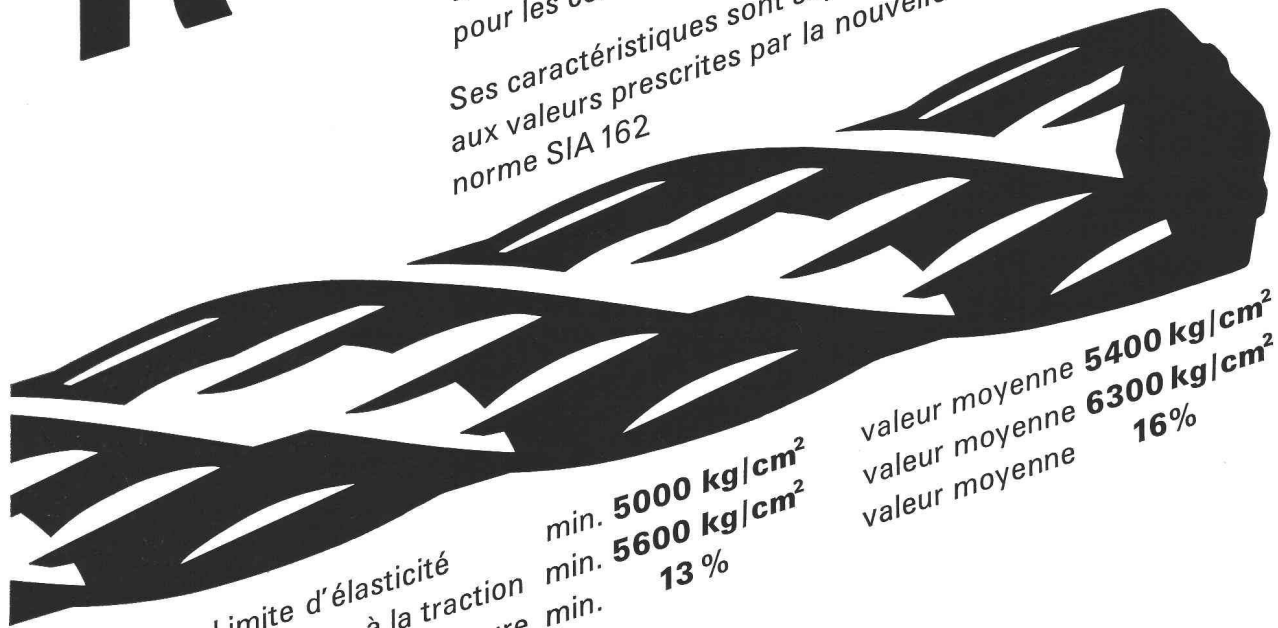 pour les
Ses caractéristiques sont
aux valeurs prescrites par la nouvelle
norme SIA 162
Limite d'élasticité min. 5000 kg/cm² valeur moyenne 5400 kg/cm²
à la traction min. 5600 kg/cm² valeur moyenne 6300 kg/cm²
min. 13 % valeur moyenne 16%